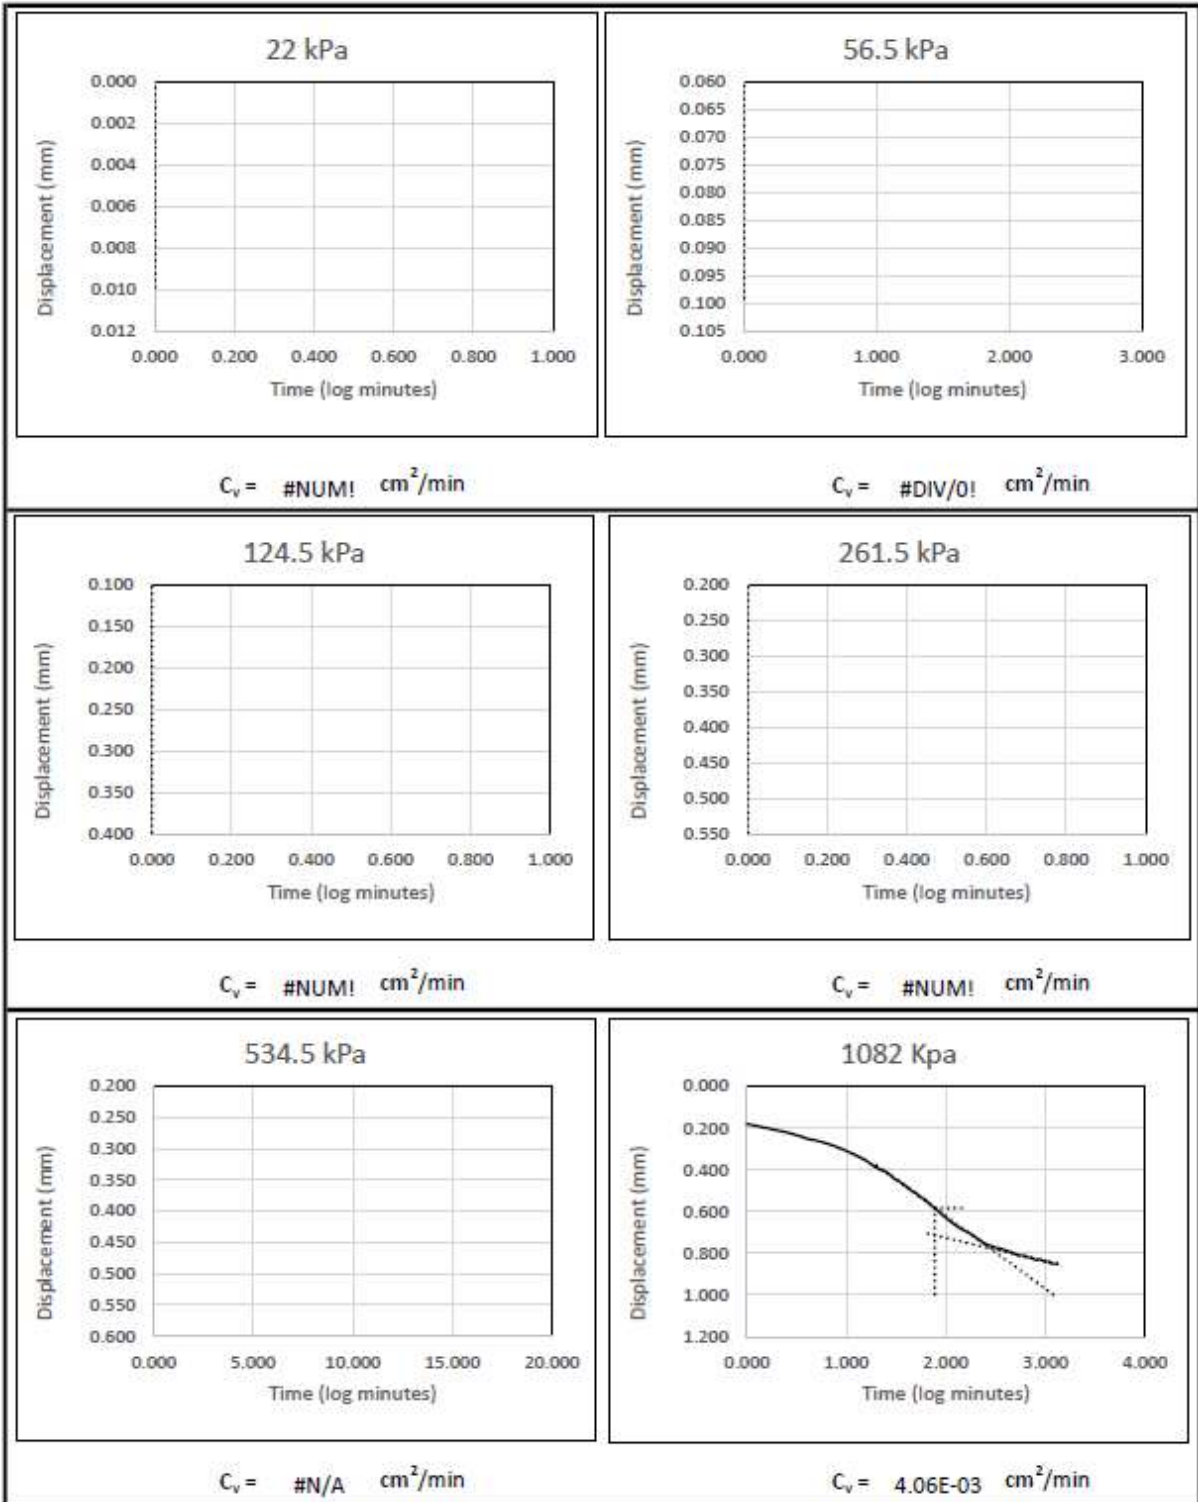 22 kPa
Displacement (mm)
0.000
0.002
0.004
0.006
0.008
0.010
0.012
0.000 0.200 0.400 0.600 0.800 1.000
Time (log minutes)
Cv = #NUM! cm²/min
56.5 kPa
Displacement (mm)
0.060
0.065
0.070
0.075
0.080
0.085
0.090
0.095
0.100
0.105
0.000 1.000 2.000 3.000
Time (log minutes)
Cv = #DIV/0! cm²/min
124.5 kPa
Displacement (mm)
0.100
0.150
0.200
0.250
0.300
0.350
0.400
0.000 0.200 0.400 0.600 0.800 1.000
Time (log minutes)
Cv = #NUM! cm²/min
261.5 kPa
Displacement (mm)
0.200
0.250
0.300
0.350
0.400
0.450
0.500
0.550
0.000 0.200 0.400 0.600 0.800 1.000
Time (log minutes)
Cv = #NUM! cm²/min
534.5 kPa
Displacement (mm)
0.200
0.250
0.300
0.350
0.400
0.450
0.500
0.550
0.600
0.000 5.000 10.000 15.000 20.000
Time (log minutes)
Cv = #N/A cm²/min
1082 Kpa
Displacement (mm)
0.000
0.200
0.400
0.600
0.800
1.000
1.200
0.000 1.000 2.000 3.000 4.000
Time (log minutes)
Cv = 4.06E-03 cm²/min